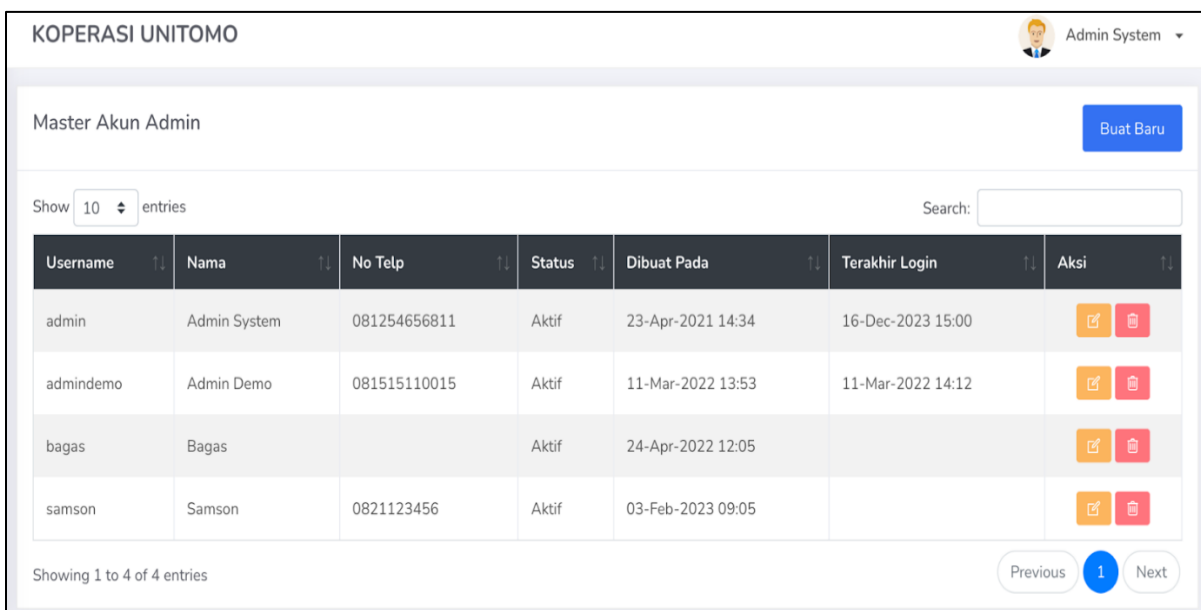 KOPERASI UNITOMO Admin System
Master Akun Admin Buat Baru
Show 10 entries Search:
Username Nama No Telp Status Dibuat Pada Terakhir Login Aksi
admin Admin System 081254656811 Aktif 23-Apr-2021 14:34 16-Dec-2023 15:00
admindemo Admin Demo 081515110015 Aktif 11-Mar-2022 13:53 11-Mar-2022 14:12
bagas Bagas Aktif 24-Apr-2022 12:05
samson Samson 0821123456 Aktif 03-Feb-2023 09:05
Showing 1 to 4 of 4 entries Previous 1 Next